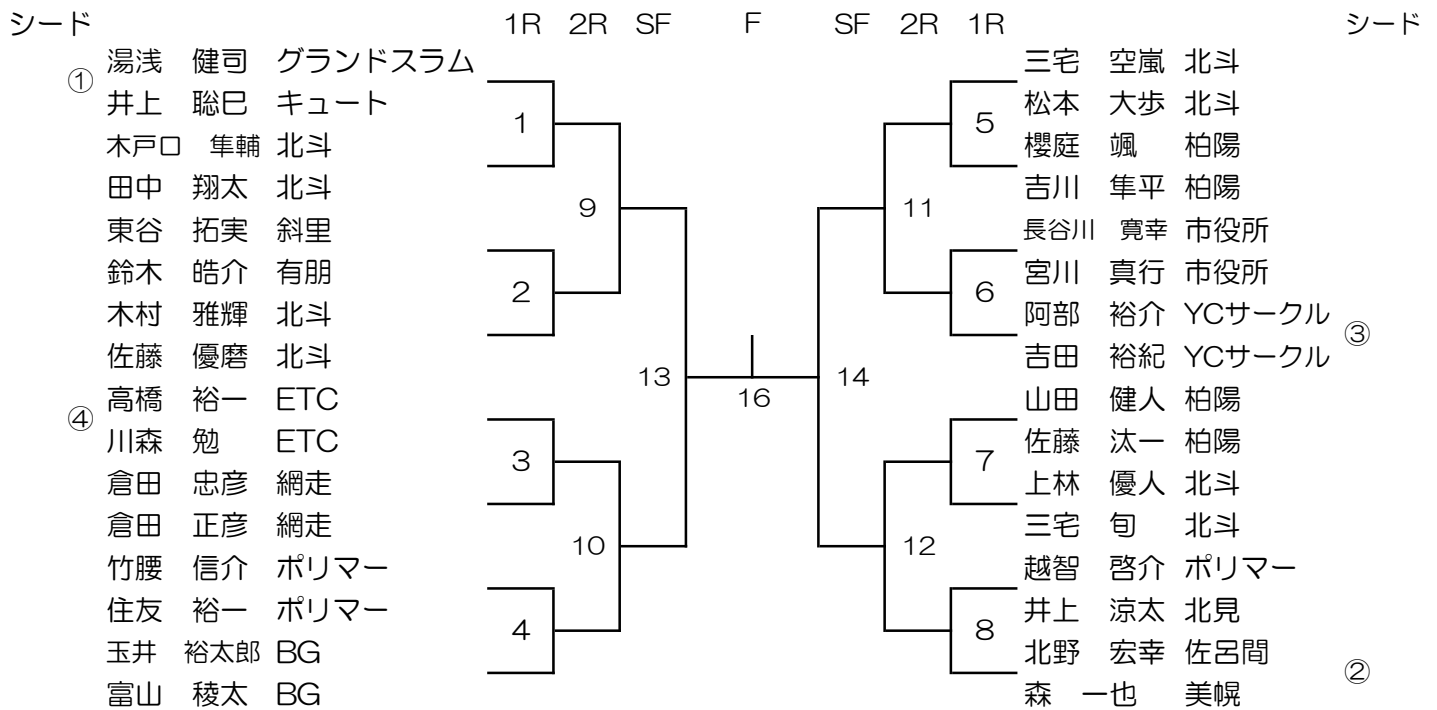 シード 1R 2R SF F SF 2R 1R シード
① 湯浅 健司 グランドスラム
井上 聡巳 キュート
木戸口 隼輔 北斗
田中 翔太 北斗
東谷 拓実 斜里
鈴木 皓介 有朋
木村 雅輝 北斗
佐藤 優磨 北斗
④ 高橋 裕一 ETC
川森 勉 ETC
倉田 忠彦 網走
倉田 正彦 網走
竹腰 信介 ポリマー
住友 裕一 ポリマー
玉井 裕太郎 BG
富山 稜太 BG
1
2
3
4
9
10
13
16
14
11
12
5
6
7
8
三宅 空嵐 北斗
松本 大歩 北斗
櫻庭 颯 柏陽
吉川 隼平 柏陽
長谷川 寛幸 市役所
宮川 真行 市役所
阿部 裕介 YCサークル ③
吉田 裕紀 YCサークル
山田 健人 柏陽
佐藤 汰一 柏陽
上林 優人 北斗
三宅 旬 北斗
越智 啓介 ポリマー
井上 涼太 北見
北野 宏幸 佐呂間 ②
森 一也 美幌